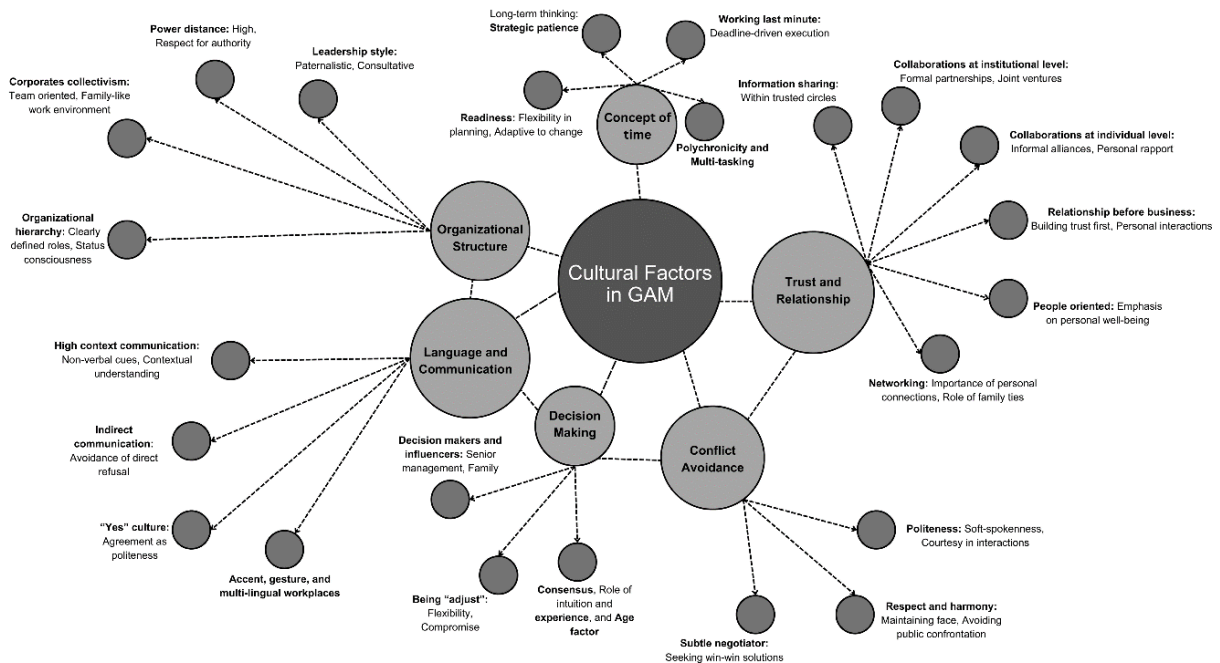 Cultural Factors
in GAM
Concept of
time
Long-term thinking:
Strategic patience
Working last minute:
Deadline-driven execution
Readiness: Flexibility in
planning, Adaptive to change
Polychronicity and
Multi-tasking
Organizational
Structure
Power distance: High,
Respect for authority
Leadership style:
Paternalistic, Consultative
Corporates collectivism:
Team oriented. Family-like
work environment
Organizational
hierarchy: Clearly
defined roles, Status
consciousness
Trust and
Relationship
Information sharing:
Within trusted circles
Collaborations at institutional level:
Formal partnerships, Joint ventures
Collaborations at individual level:
Informal alliances, Personal rapport
Relationship before business:
Building trust first, Personal interactions
People oriented: Emphasis
on personal well-being
Networking: Importance of personal
connections, Role of family ties
Language and
Communication
High context communication:
Non-verbal cues, Contextual
understanding
Indirect
communication:
Avoidance of direct
refusal
“Yes” culture:
Agreement as
politeness
Accent, gesture, and
multi-lingual workplaces
Decision
Making
Decision makers and
influencers: Senior
management, Family
Being “adjust”:
Flexibility,
Compromise
Consensus, Role of
intuition and
experience, and Age
factor
Conflict
Avoidance
Politeness: Soft-spokenness,
Courtesy in interactions
Respect and harmony:
Maintaining face, Avoiding
public confrontation
Subtle negotiator:
Seeking win-win solutions